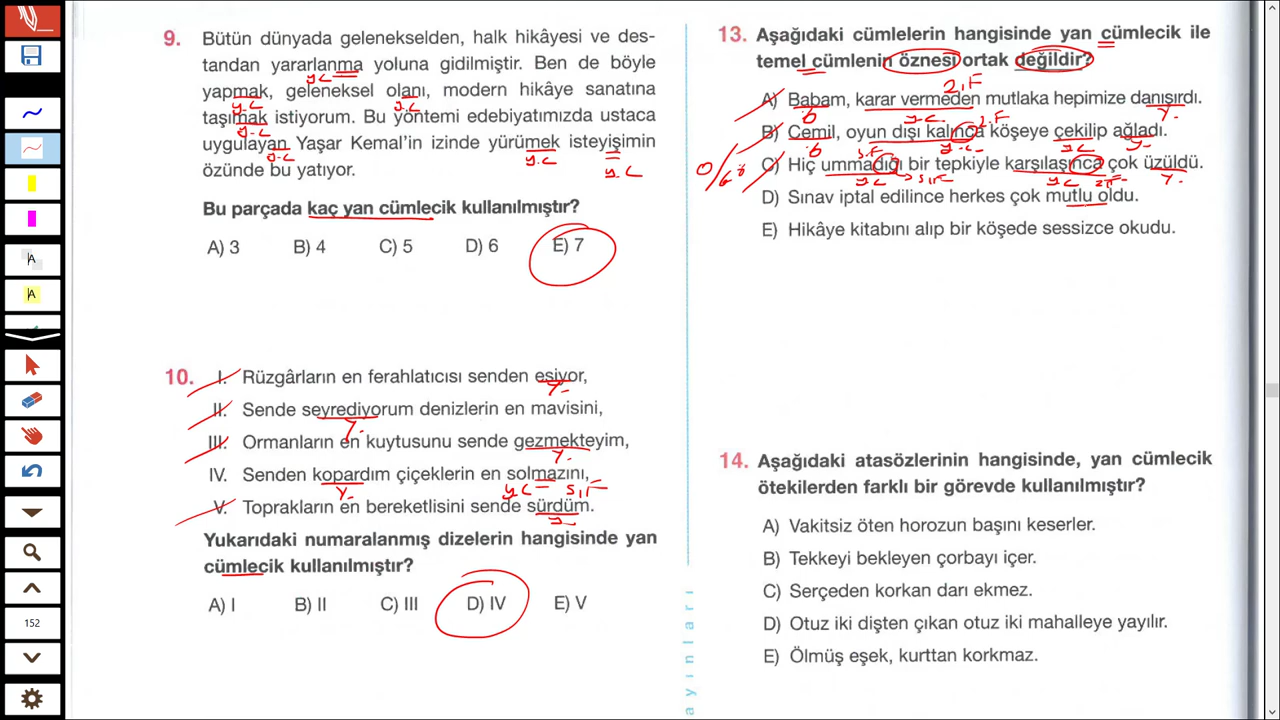 9. Bütün dünyada gelenekselden, halk hikâyesi ve des-
tandan yararlanma yoluna gidilmiştir. Ben de böyle
y.c
yapmak, geleneksel olanı, modern hikâye sanatına
y.c y.c
taşımak istiyorum. Bu yöntemi edebiyatımızda ustaca
y.c
uygulayan Yaşar Kemal'in izinde yürümek isteyişimin
y.c y.c y.c
özünde bu yatıyor.
Bu parçada kaç yan cümlecik kullanılmıştır?
A) 3 B) 4 C) 5 D) 6 E) 7
10. I. Rüzgârların en ferahlatıcısı senden esiyor,
y.
II. Sende seyrediyorum denizlerin en mavisini,
y.
III. Ormanların en kuytusunu sende gezmekteyim,
y.
IV. Senden kopardım çiçeklerin en solmazını,
y. y.c s.F
V. Toprakların en bereketlisini sende sürdüm.
y.
Yukarıdaki numaralanmış dizelerin hangisinde yan
cümlecik kullanılmıştır?
A) I B) II C) III D) IV E) V
152
13. Aşağıdaki cümlelerin hangisinde yan cümlecik ile
temel cümlenin öznesi ortak değildir?
z.F
A) Babam, karar vermeden mutlaka hepimize danışırdı.
ö y.c y.
B) Cemil, oyun dışı kalınca köşeye çekilip ağladı.
ö y.c y.c y.
s.F
C) Hiç ummadığı bir tepkiyle karşılaşınca çok üzüldü.
y.c s.F y.c z.F y.
D) Sınav iptal edilince herkes çok mutlu oldu.
E) Hikâye kitabını alıp bir köşede sessizce okudu.
14. Aşağıdaki atasözlerinin hangisinde, yan cümlecik
ötekilerden farklı bir görevde kullanılmıştır?
A) Vakitsiz öten horozun başını keserler.
B) Tekkeyi bekleyen çorbayı içer.
C) Serçeden korkan darı ekmez.
D) Otuz iki dişten çıkan otuz iki mahalleye yayılır.
E) Ölmüş eşek, kurttan korkmaz.
ayınları